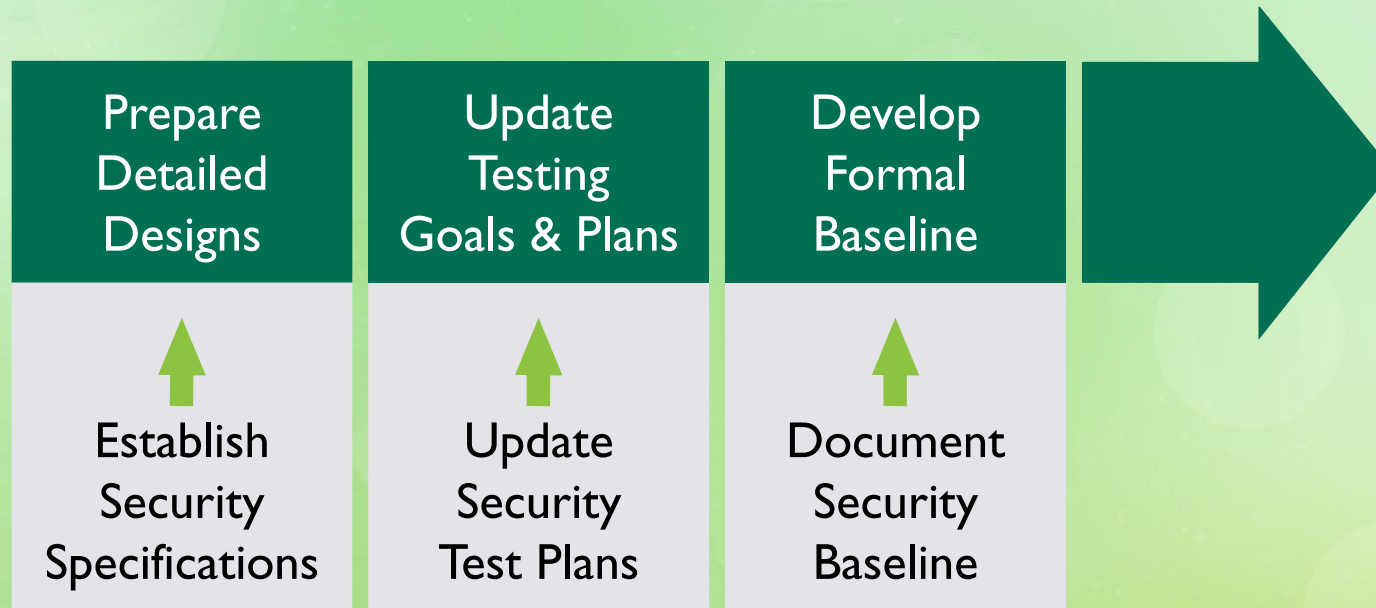 Prepare
Detailed
Designs
Update
Testing
Goals & Plans
Develop
Formal
Baseline
Establish
Security
Specifications
Update
Security
Test Plans
Document
Security
Baseline